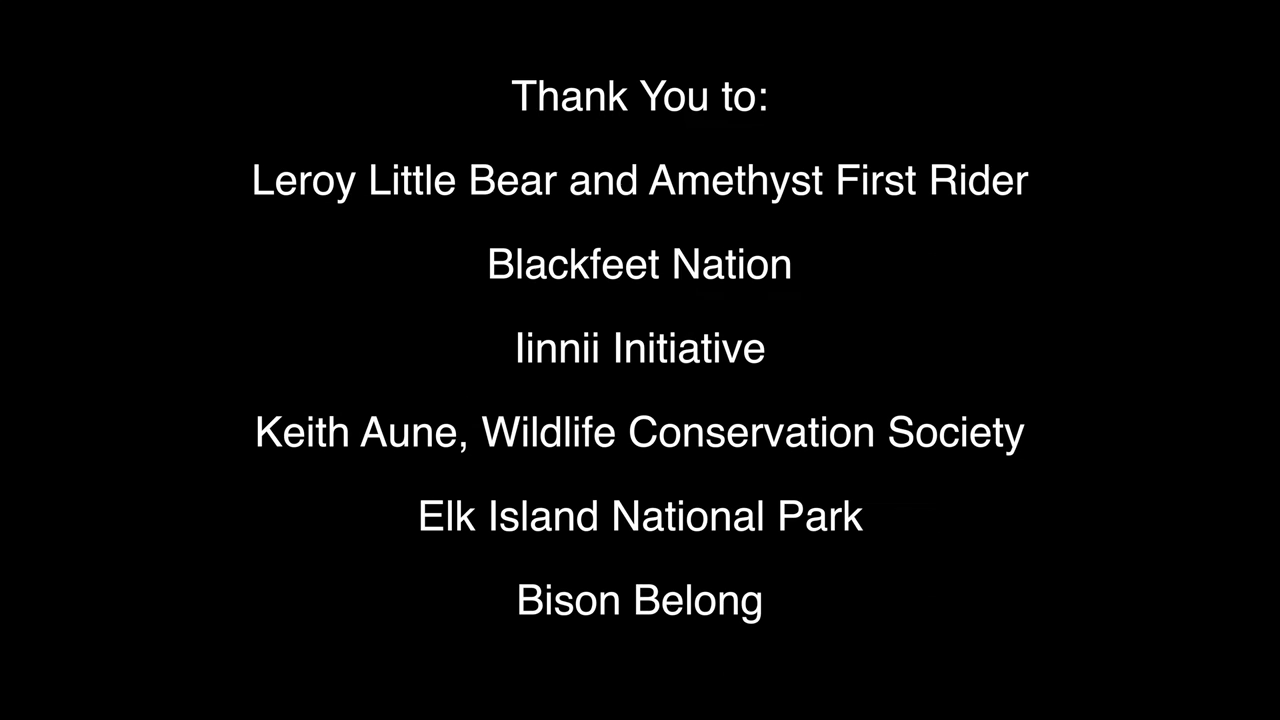 Thank You to:
Leroy Little Bear and Amethyst First Rider
Blackfeet Nation
Iinnii Initiative
Keith Aune, Wildlife Conservation Society
Elk Island National Park
Bison Belong